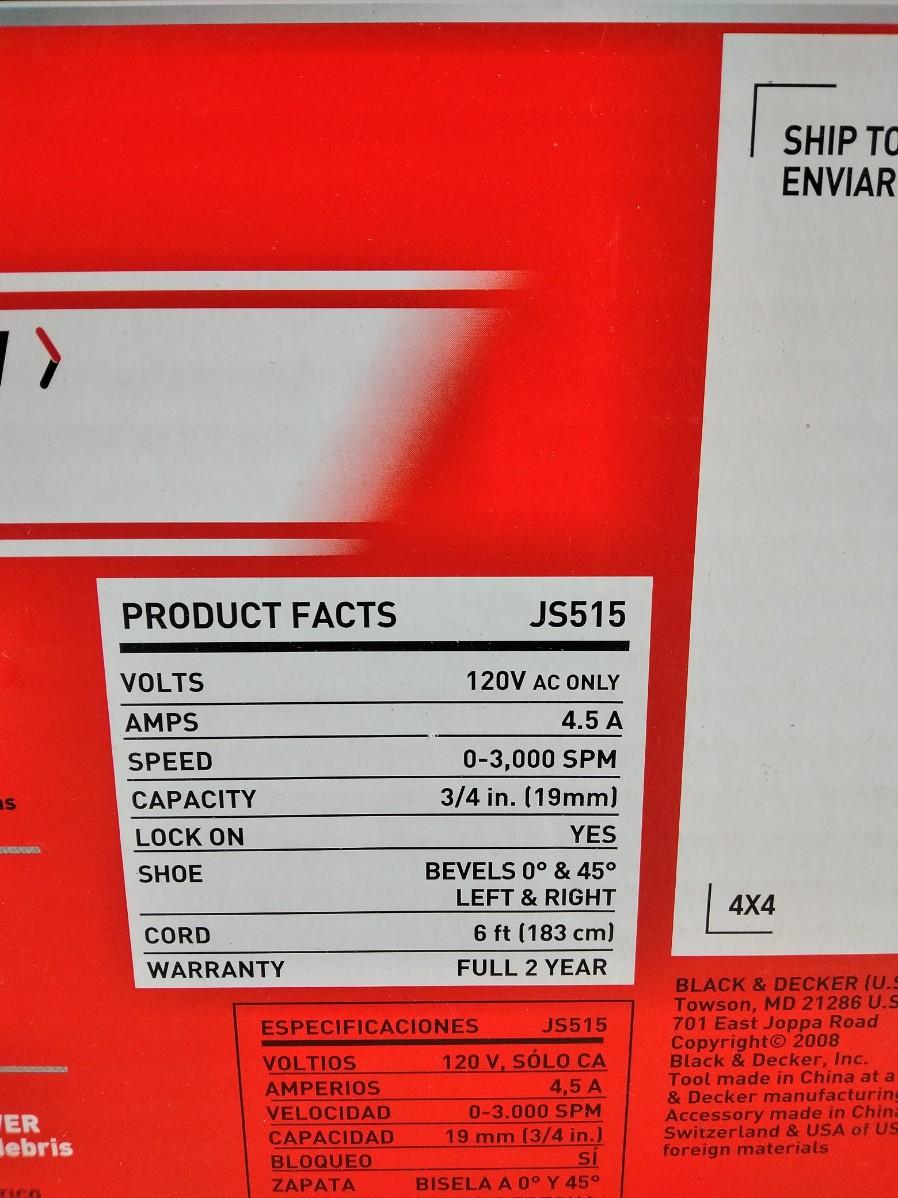 SHIP TO
ENVIAR
PRODUCT FACTS JS515
VOLTS 120V AC ONLY
AMPS 4.5 A
SPEED 0-3,000 SPM
CAPACITY 3/4 in. (19mm)
LOCK ON YES
SHOE BEVELS 0° & 45°
LEFT & RIGHT
CORD 6 ft (183 cm)
WARRANTY FULL 2 YEAR
4X4
ESPECIFICACIONES JS515
VOLTIOS 120 V, SÓLO CA
AMPERIOS 4,5 A
VELOCIDAD 0-3.000 SPM
CAPACIDAD 19 mm (3/4 in.)
BLOQUEO SÍ
ZAPATA BISELA A 0° Y 45°
BLACK & DECKER (U.S
Towson, MD 21286 U.S
701 East Joppa Road
Copyright© 2008
Black & Decker, Inc.
Tool made in China at a
& Decker manufacturing
Accessory made in China
Switzerland & USA of US
foreign materials